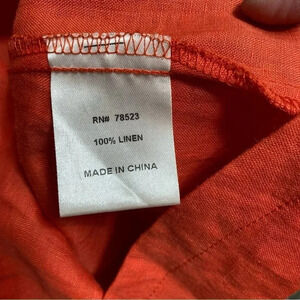 RN# 78523
100% LINEN
MADE IN CHINA